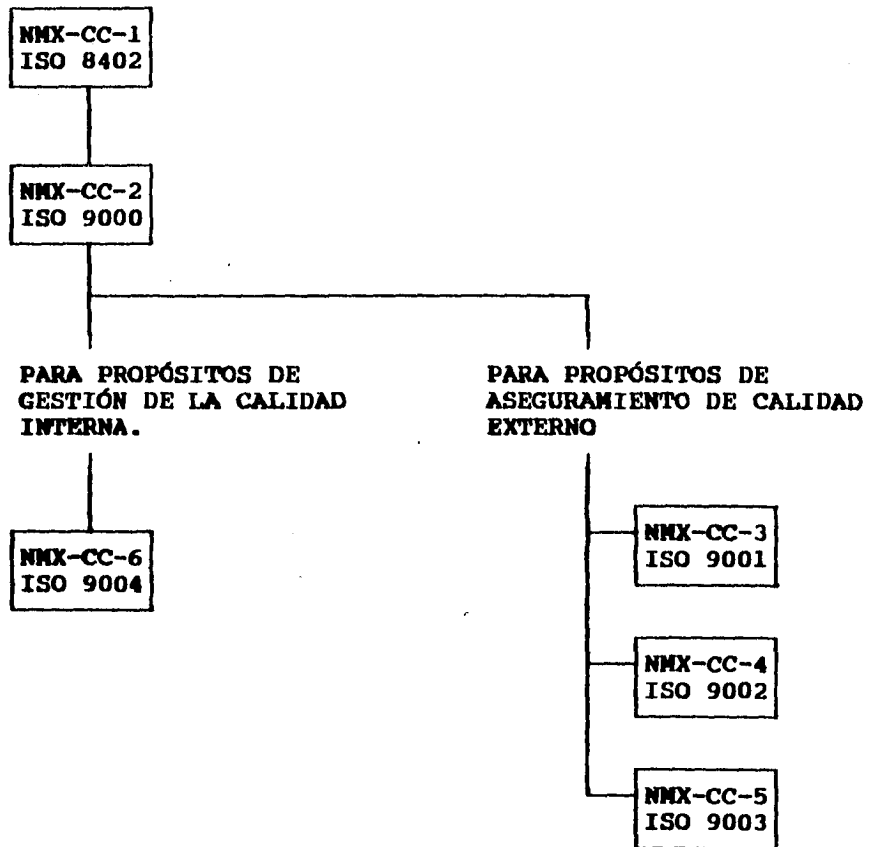 NMX-CC-1
ISO 8402
NMX-CC-2
ISO 9000
PARA PROPÓSITOS DE
GESTIÓN DE LA CALIDAD
INTERNA.
PARA PROPÓSITOS DE
ASEGURAMIENTO DE CALIDAD
EXTERNO
NMX-CC-6
ISO 9004
NMX-CC-3
ISO 9001
NMX-CC-4
ISO 9002
NMX-CC-5
ISO 9003